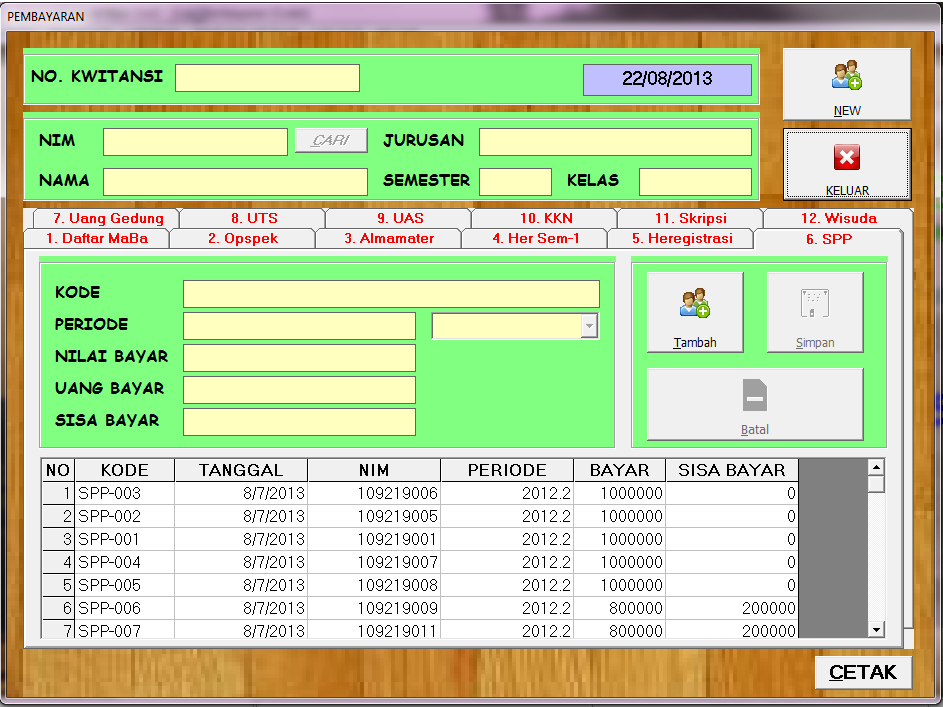 PEMBAYARAN
NO. KWITANSI 22/08/2013
NEW
NIM CARI JURUSAN
NAMA SEMESTER KELAS
KELUAR
7. Uang Gedung 8. UTS 9. UAS 10. KKN 11. Skripsi 12. Wisuda
1. Daftar MaBa 2. Opspek 3. Almamater 4. Her Sem-1 5. Heregistrasi 6. SPP
KODE
PERIODE
NILAI BAYAR
UANG BAYAR
SISA BAYAR
Tambah Simpan
Batal
NO KODE TANGGAL NIM PERIODE BAYAR SISA BAYAR
1 SPP-003 8/7/2013 109219006 2012.2 1000000 0
2 SPP-002 8/7/2013 109219005 2012.2 1000000 0
3 SPP-001 8/7/2013 109219001 2012.2 1000000 0
4 SPP-004 8/7/2013 109219007 2012.2 1000000 0
5 SPP-005 8/7/2013 109219008 2012.2 1000000 0
6 SPP-006 8/7/2013 109219009 2012.2 800000 200000
7 SPP-007 8/7/2013 109219011 2012.2 800000 200000
CETAK